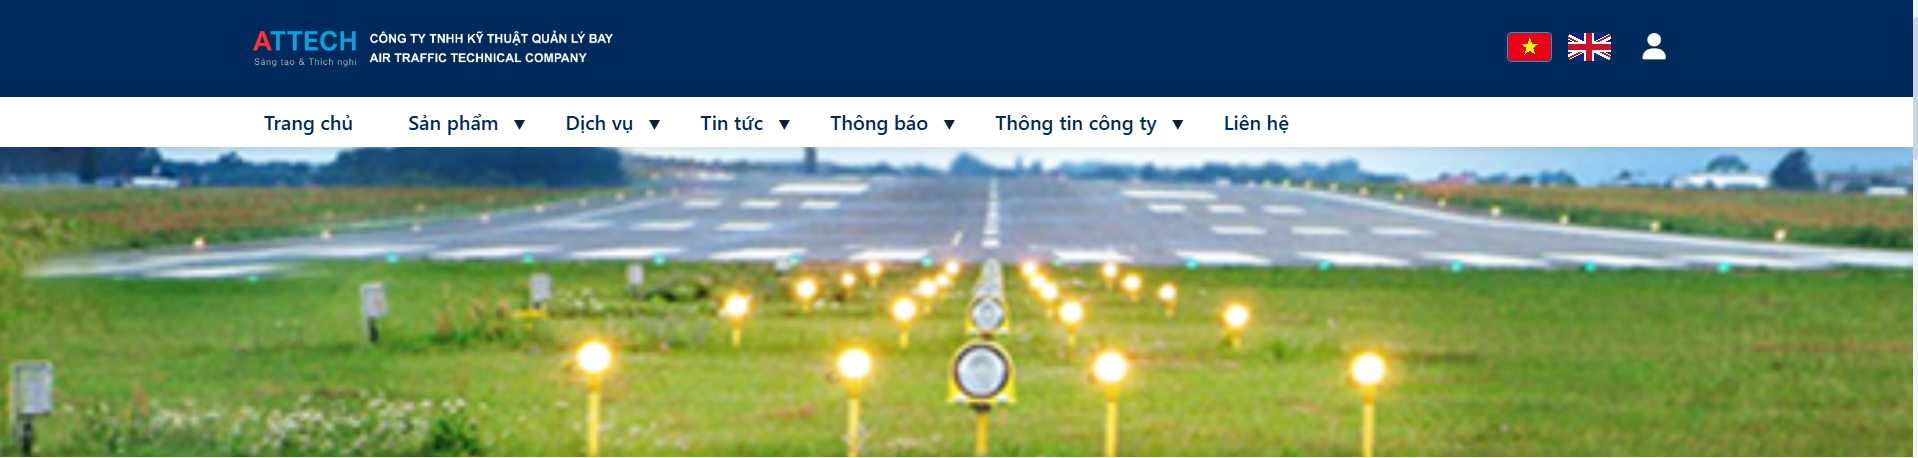 ATTECH
Sáng tạo & Thích nghi
CÔNG TY TNHH KỸ THUẬT QUẢN LÝ BAY
AIR TRAFFIC TECHNICAL COMPANY
Trang chủ Sản phẩm ▼ Dịch vụ ▼ Tin tức ▼ Thông báo ▼ Thông tin công ty ▼ Liên hệ